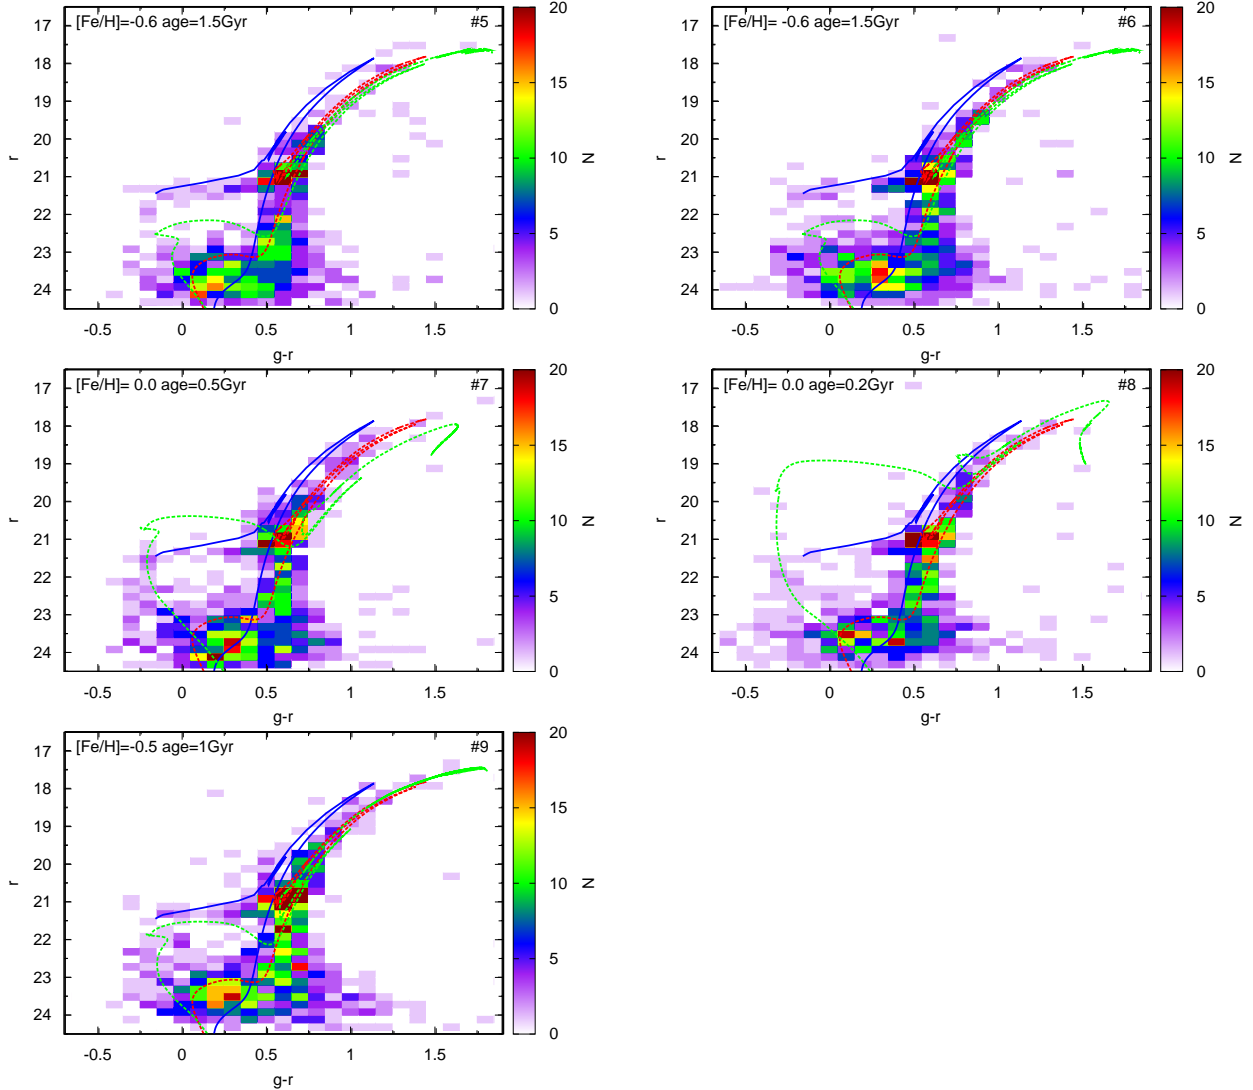 [Fe/H]=-0.6 age=1.5Gyr #5
17
18
19
20
21
22
23
24
r
-0.5 0 0.5 1 1.5
g-r
20
15
10
5
0
N
[Fe/H]= -0.6 age=1.5Gyr #6
17
18
19
20
21
22
23
24
r
-0.5 0 0.5 1 1.5
g-r
20
15
10
5
0
N
[Fe/H]= 0.0 age=0.5Gyr #7
17
18
19
20
21
22
23
24
r
-0.5 0 0.5 1 1.5
g-r
20
15
10
5
0
N
[Fe/H]= 0.0 age=0.2Gyr #8
17
18
19
20
21
22
23
24
r
-0.5 0 0.5 1 1.5
g-r
20
15
10
5
0
N
[Fe/H]=-0.5 age=1Gyr #9
17
18
19
20
21
22
23
24
r
-0.5 0 0.5 1 1.5
g-r
20
15
10
5
0
N